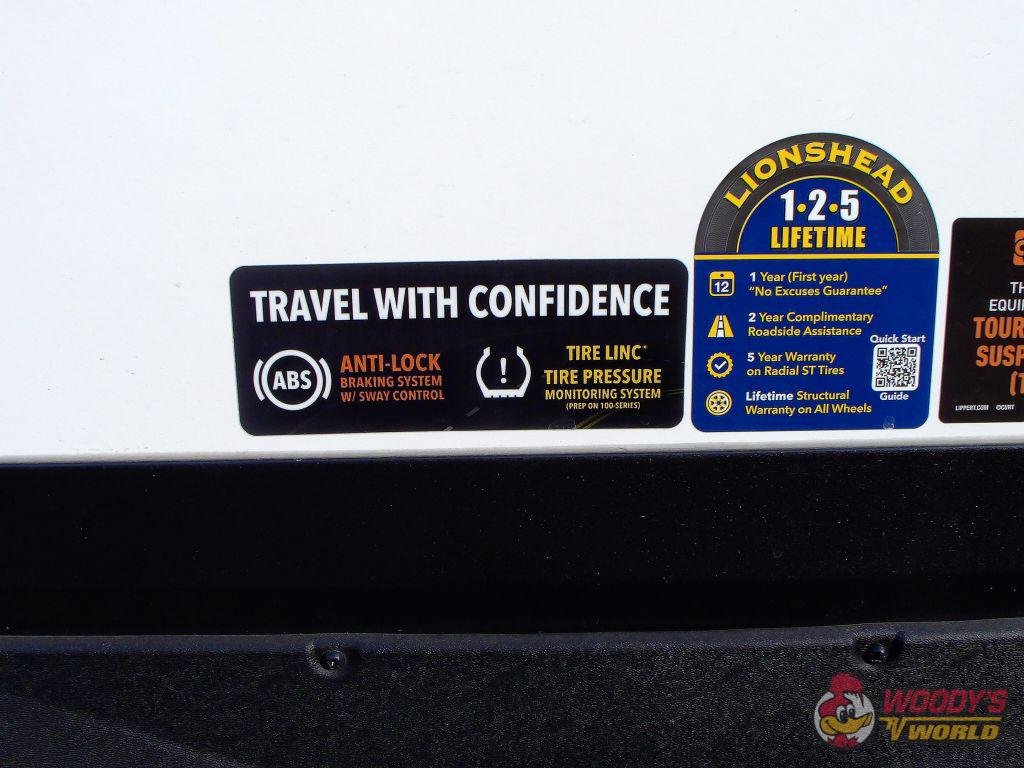 TRAVEL WITH CONFIDENCE
ABS
ANTI-LOCK
BRAKING SYSTEM
W/ SWAY CONTROL
!
TIRE LINC
TIRE PRESSURE
MONITORING SYSTEM
(PREP ON 100-SERIES)
LIONSHEAD
1•2•5
LIFETIME
12
1 Year (First year)
"No Excuses Guarantee"
2 Year Complimentary
Roadside Assistance
5 Year Warranty
on Radial ST Tires
Lifetime Structural
Warranty on All Wheels
Quick Start
Guide
TH
EQUI
TOUR
SUSP
(T
LIPPERT.COM ©CURT
WOODY'S
RV WORLD